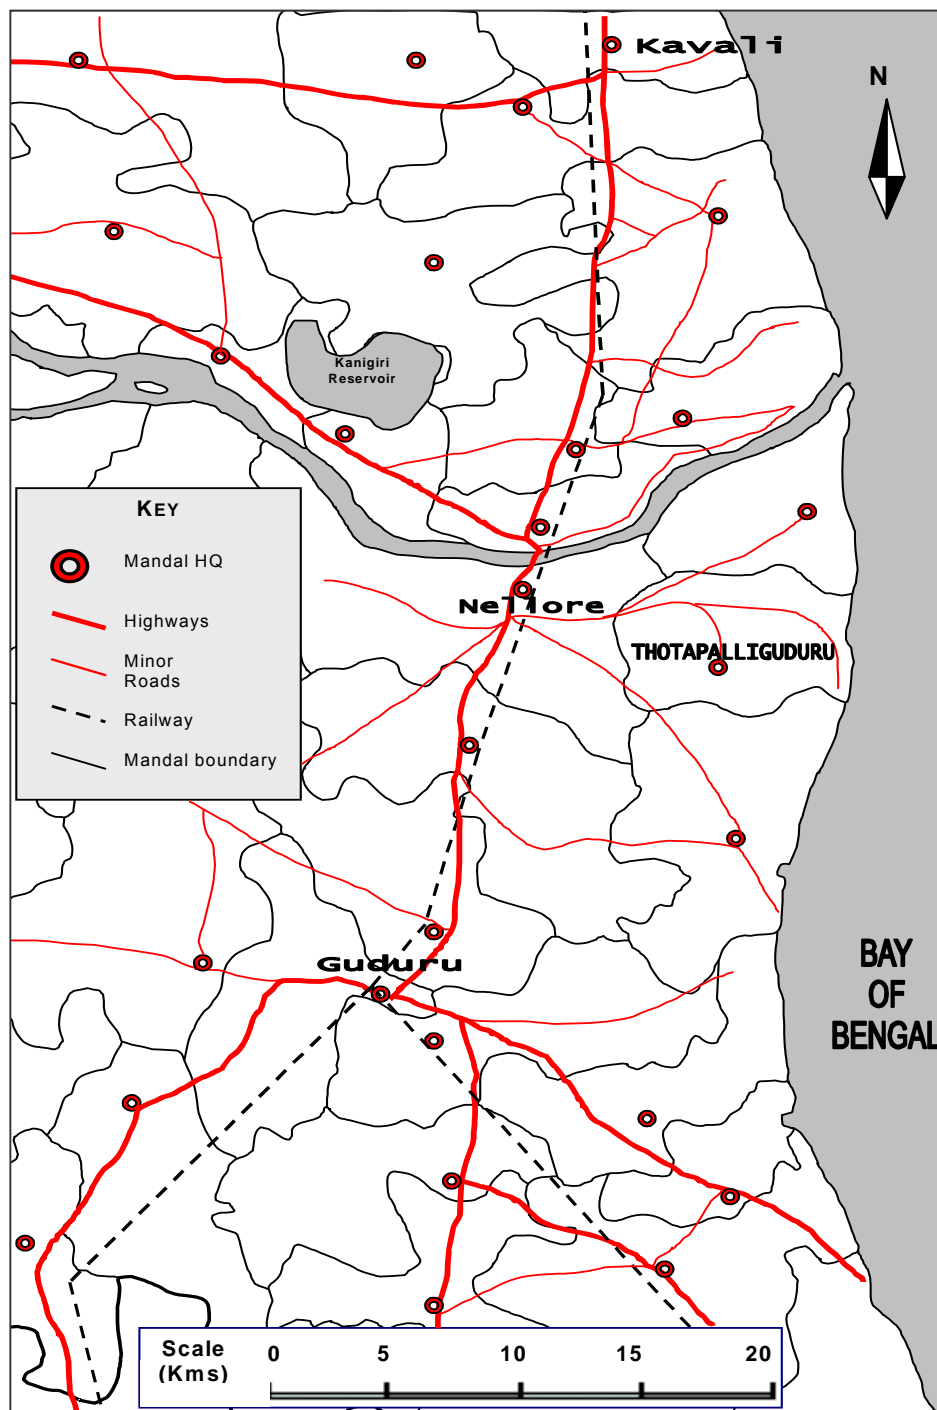 Kavali
N
Kanigiri
Reservoir
KEY
Mandal HQ
Highways
Minor
Roads
Railway
Mandal boundary
Nellore
THOTAPALLIGUDURU
Guduru
BAY
OF
BENGAL
Scale
(Kms)
0 5 10 15 20